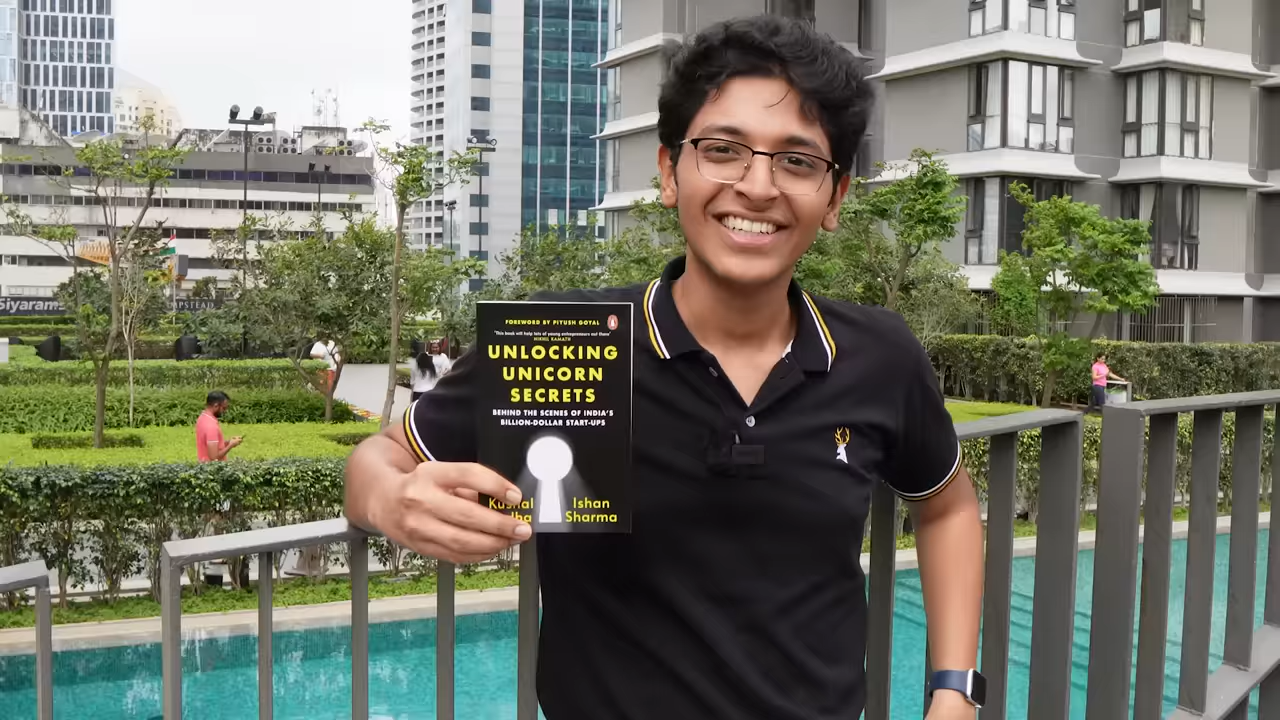 Siyaram
FOREWORD BY PIYUSH GOYAL
"This book will help lots of young entrepreneurs out there"
NIKHIL KAMATH
UNLOCKING
UNICORN
SECRETS
BEHIND THE SCENES OF INDIA'S
BILLION-DOLLAR START-UPS
Ishan
Sharma